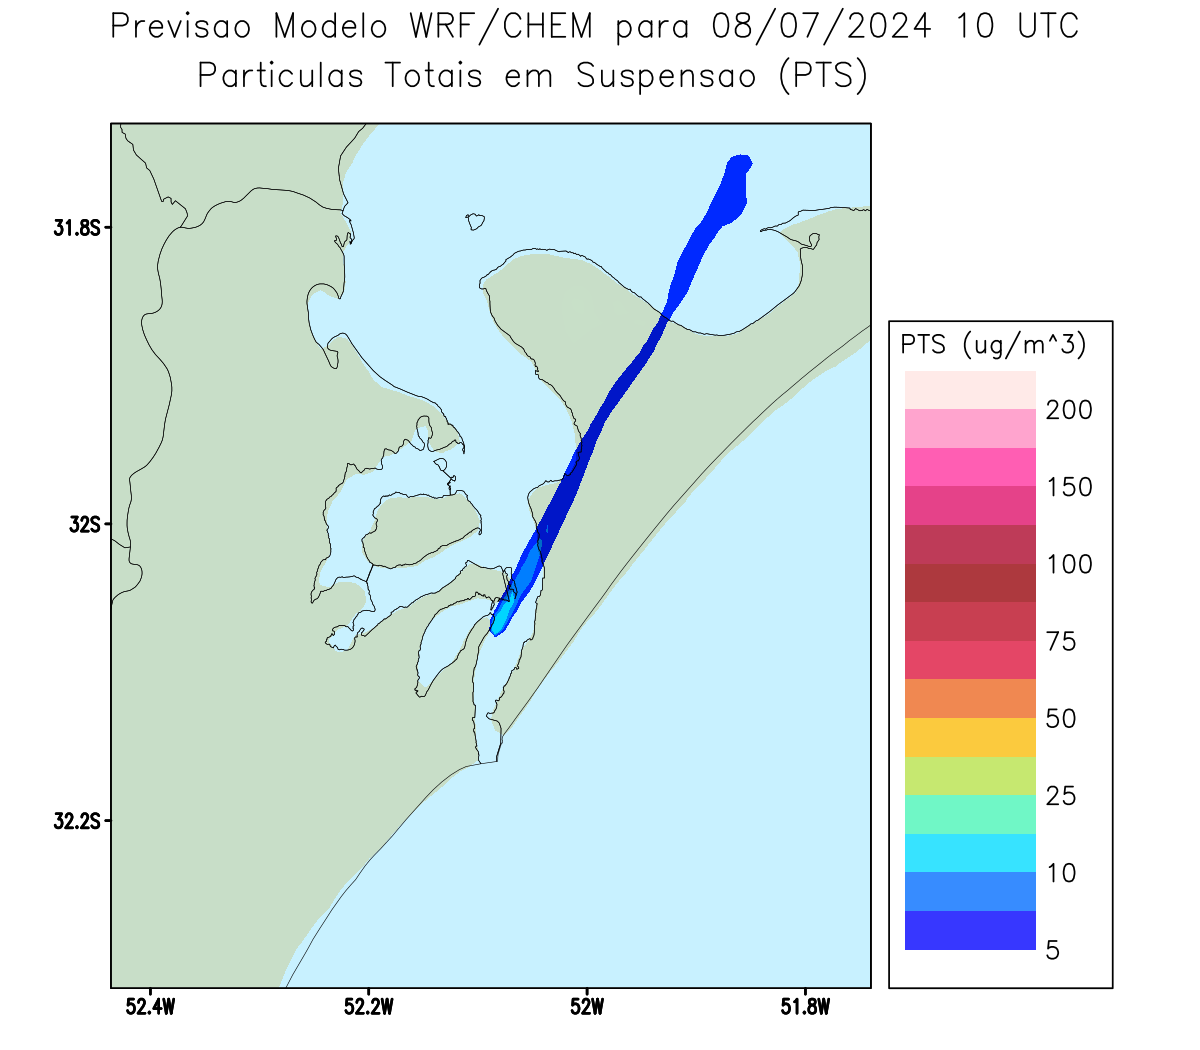 Previsao Modelo WRF/CHEM para 08/07/2024 10 UTC
Particulas Totais em Suspensao (PTS)
31.8S
32S
32.2S
52.4W 52.2W 52W 51.8W
PTS (ug/m^3)
200
150
100
75
50
25
10
5